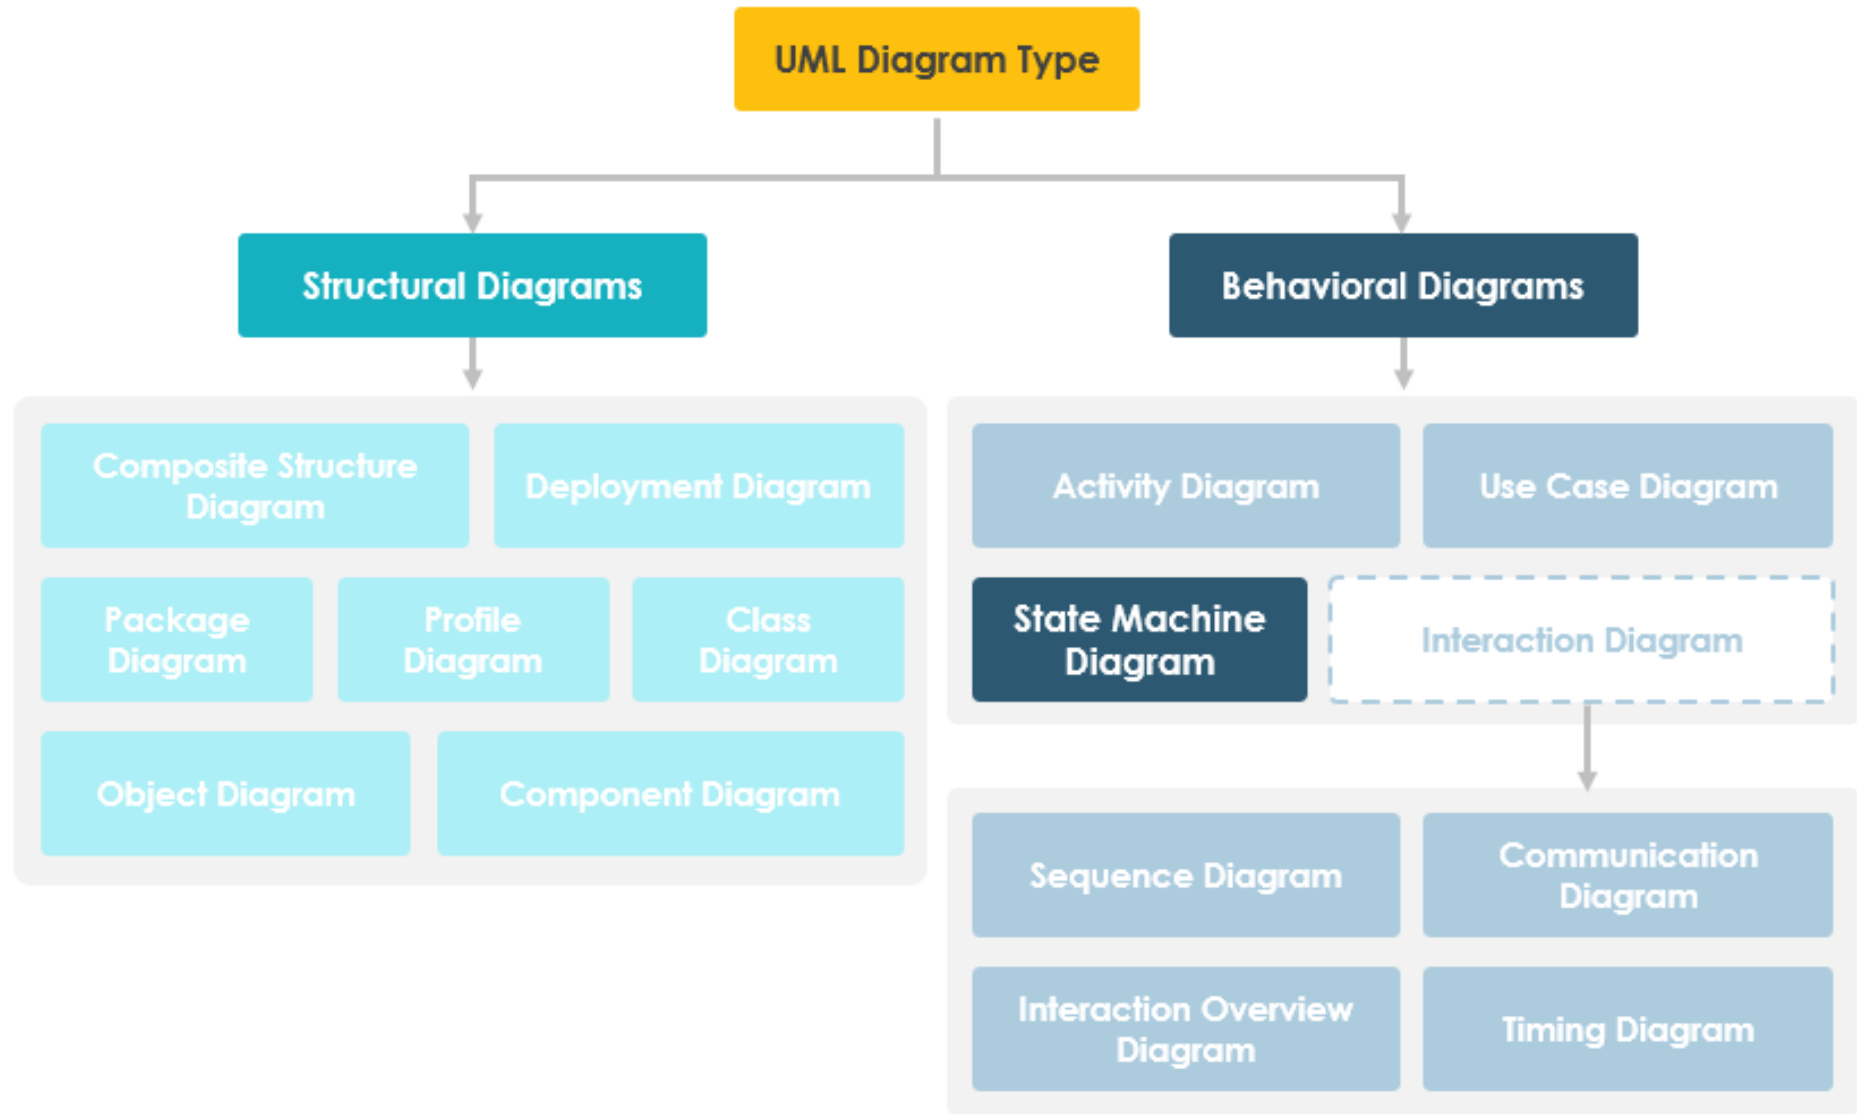 UML Diagram Type
Structural Diagrams
Behavioral Diagrams
Composite Structure
Diagram
Deployment Diagram
Package
Diagram
Profile
Diagram
Class
Diagram
Object Diagram
Component Diagram
Activity Diagram
Use Case Diagram
State Machine
Diagram
Interaction Diagram
Sequence Diagram
Communication
Diagram
Interaction Overview
Diagram
Timing Diagram